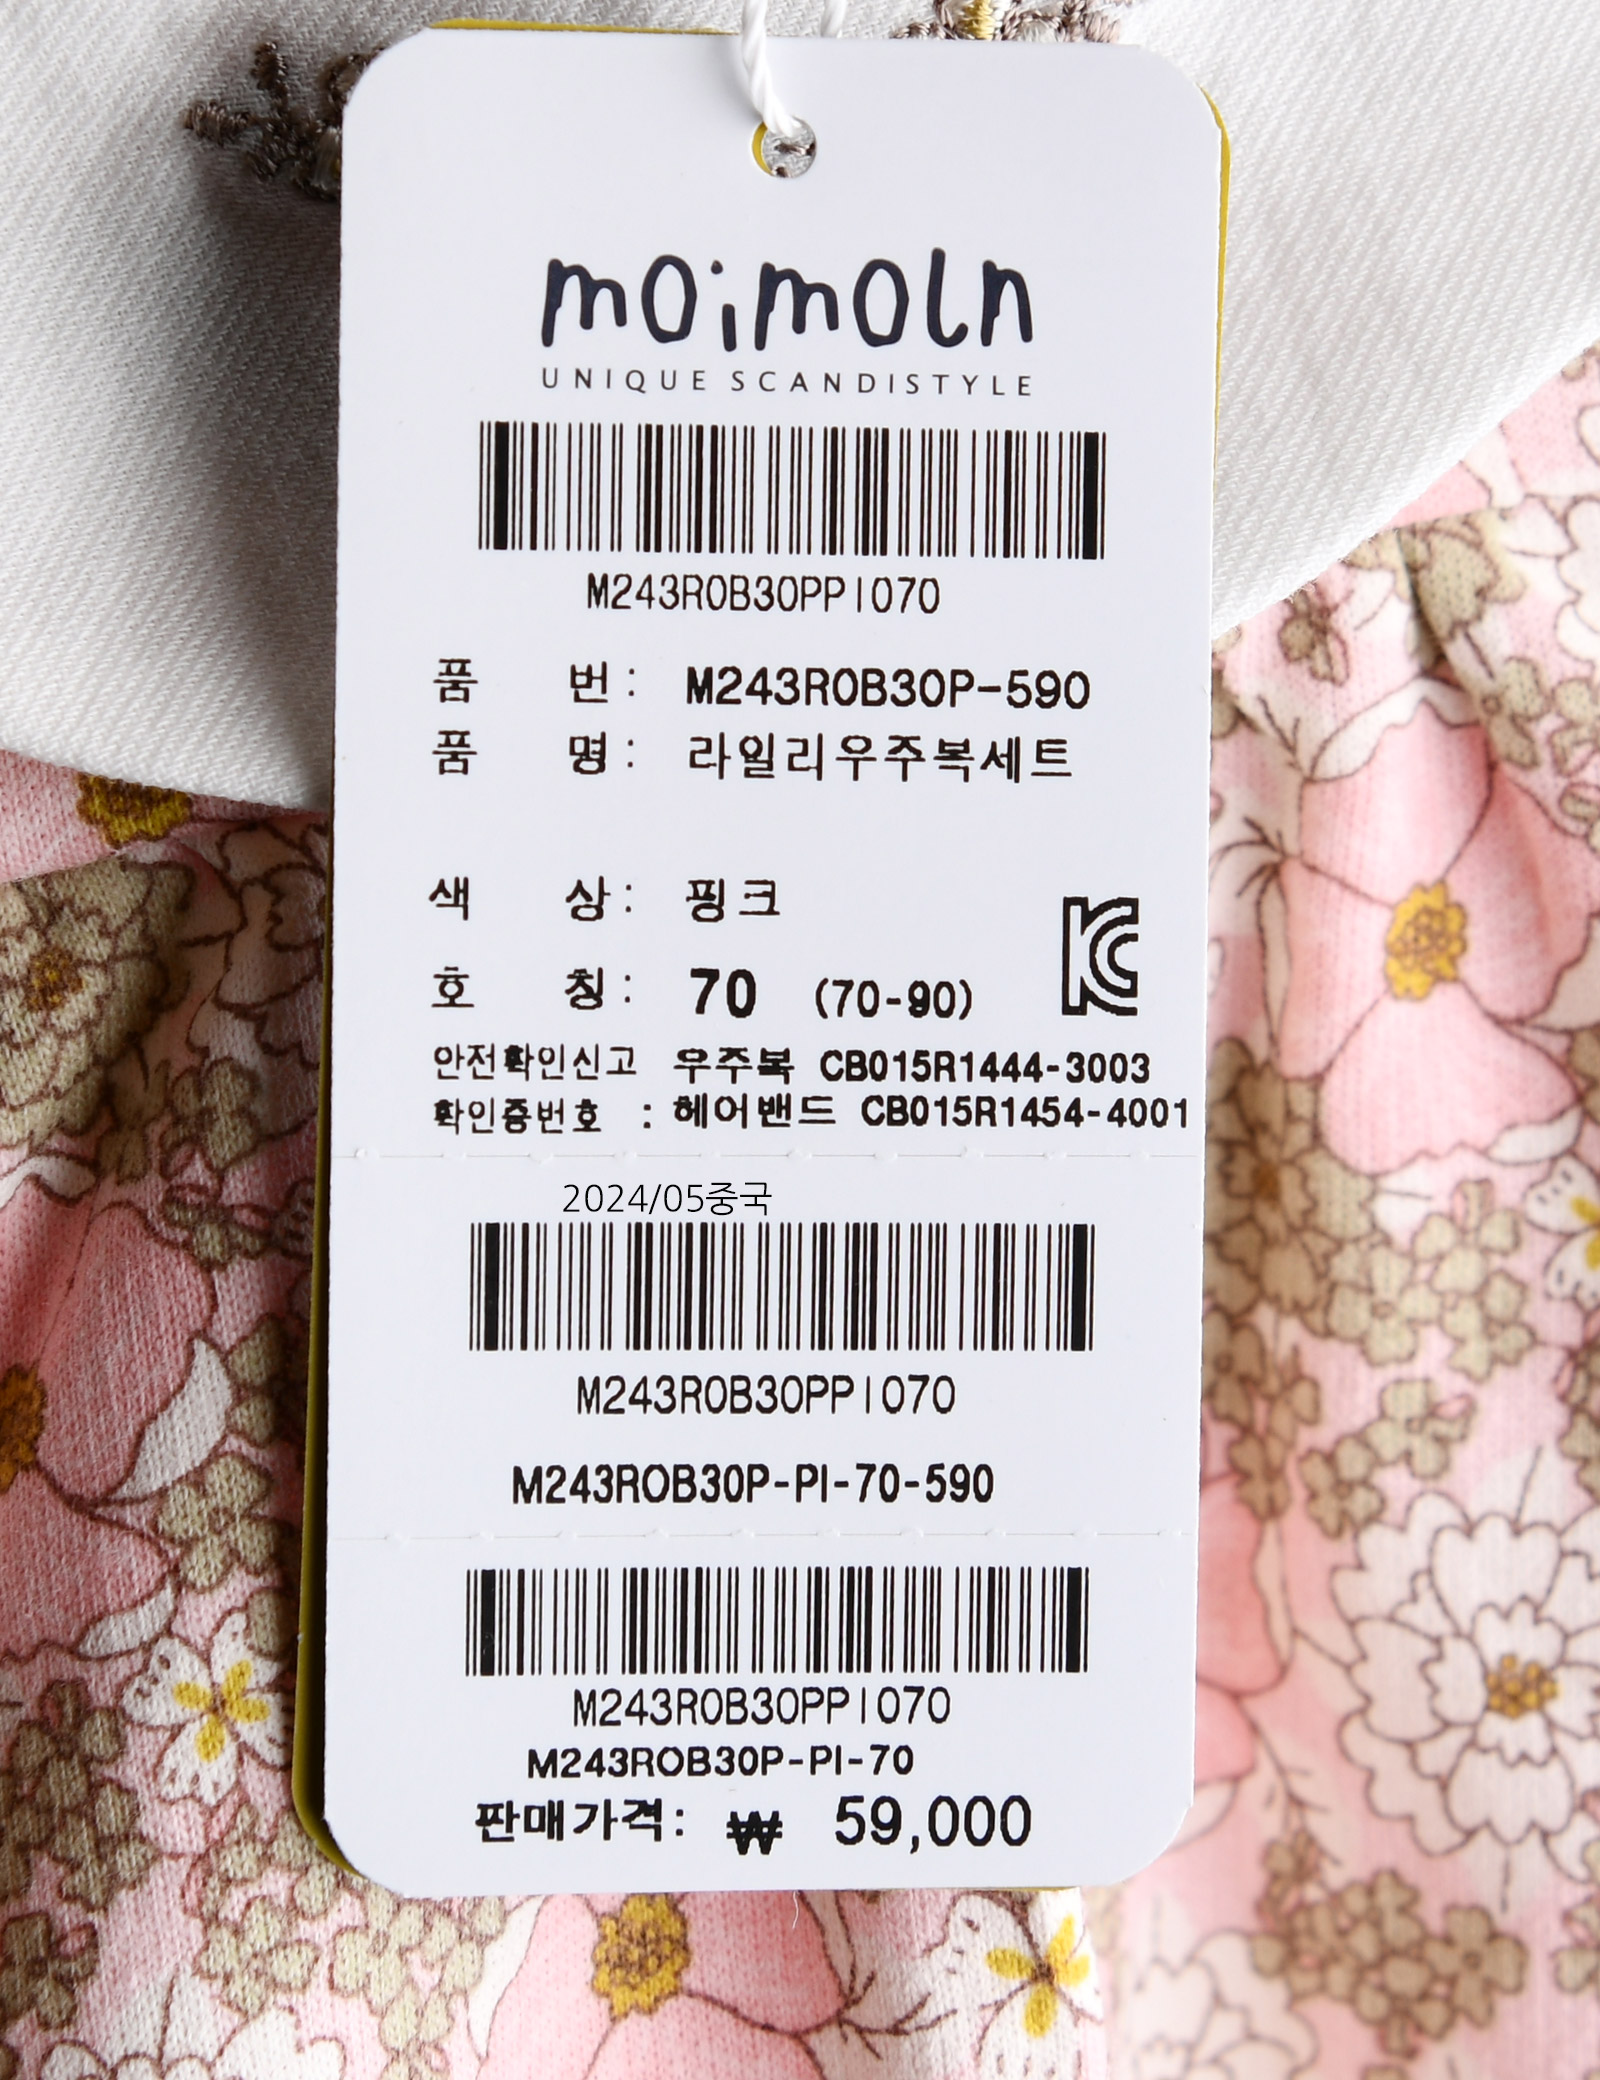 moimoln
UNIQUE SCANDISTYLE
M243ROB30PPI070
품 번 : M243ROB30P-590
품 명 : 라일리우주복세트
색 상 : 핑크
호 칭 : 70 (70-90)
안전확인신고 우주복 CB015R1444-3003
확인증번호 : 헤어밴드 CB015R1454-4001
2024/05중국
M243ROB30PPI070
M243ROB30P-PI-70-590
M243ROB30PPI070
M243ROB30P-PI-70
판매가격: ₩ 59,000